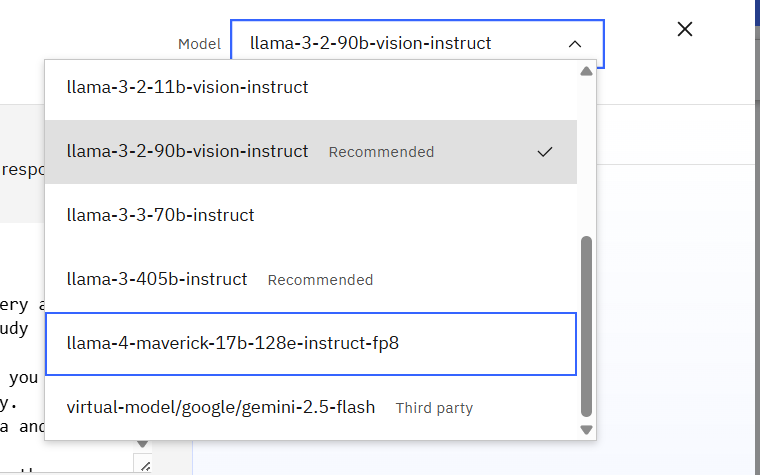 Model llama-3-2-90b-vision-instruct
llama-3-2-11b-vision-instruct
respo
llama-3-2-90b-vision-instruct Recommended
llama-3-3-70b-instruct
llama-3-405b-instruct Recommended
ery a
udy
llama-4-maverick-17b-128e-instruct-fp8
you
y.
virtual-model/google/gemini-2.5-flash Third party
a and